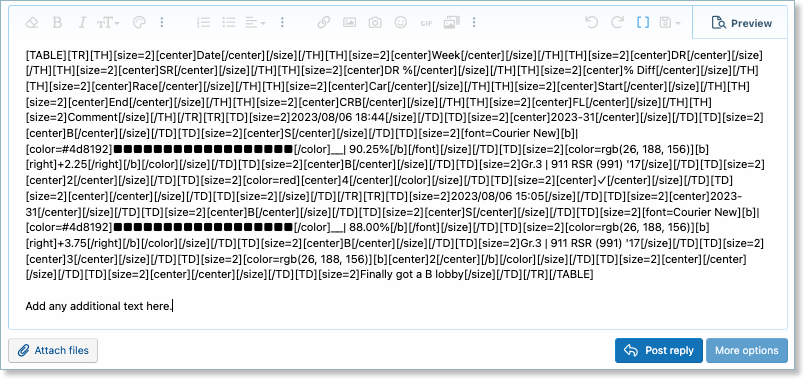 B I TT GIF Preview
[TABLE][TR][TH][size=2][center]Date[/center][/size][/TH][TH][size=2][center]Week[/center][/size][/TH][TH][size=2][center]DR[/center][/size]
[/TH][TH][size=2][center]SR[/center][/size][/TH][TH][size=2][center]DR %[/center][/size][/TH][TH][size=2][center]% Diff[/center][/size][/TH]
[TH][size=2][center]Race[/center][/size][/TH][TH][size=2][center]Car[/center][/size][/TH][TH][size=2][center]Start[/center][/size][/TH][TH]
[size=2][center]End[/center][/size][/TH][TH][size=2][center]CRB[/center][/size][/TH][TH][size=2][center]FL[/center][/size][/TH][TH]
[size=2]Comment[/size][/TH][/TR][TR][TD][size=2]2023/08/06 18:44[/size][/TD][TD][size=2][center]2023-31[/center][/size][/TD][TD][size=2]
[center]B[/center][/size][/TD][TD][size=2][center]S[/center][/size][/TD][TD][size=2][font=Courier New][b]|
[color=#4d8192]■■■■■■■■■■■■■■■■■■[/color]__| 90.25%[/b][/font][/size][/TD][TD][size=2][color=rgb(26, 188, 156)][b]
[right]+2.25[/right][/b][/color][/size][/TD][TD][size=2][center]B[/center][/size][/TD][TD][size=2]Gr.3 | 911 RSR (991) '17[/size][/TD][TD][size=2]
[center]2[/center][/size][/TD][TD][size=2][color=red][center]4[/center][/color][/size][/TD][TD][size=2][center]✓[/center][/size][/TD][TD]
[size=2][center][/center][/size][/TD][TD][size=2][/size][/TD][/TR][TR][TD][size=2]2023/08/06 15:05[/size][/TD][TD][size=2][center]2023-
31[/center][/size][/TD][TD][size=2][center]B[/center][/size][/TD][TD][size=2][center]S[/center][/size][/TD][TD][size=2][font=Courier New][b]|
[color=#4d8192]■■■■■■■■■■■■■■■■■■[/color]__| 88.00%[/b][/font][/size][/TD][TD][size=2][color=rgb(26, 188, 156)][b]
[right]+3.75[/right][/b][/color][/size][/TD][TD][size=2][center]B[/center][/size][/TD][TD][size=2]Gr.3 | 911 RSR (991) '17[/size][/TD][TD][size=2]
[center]3[/center][/size][/TD][TD][size=2][color=rgb(26, 188, 156)][b][center]2[/center][/b][/color][/size][/TD][TD][size=2][center][/center]
[/size][/TD][TD][size=2][center][/center][/size][/TD][TD][size=2]Finally got a B lobby[/size][/TD][/TR][/TABLE]
Add any additional text here.
Attach files Post reply More options